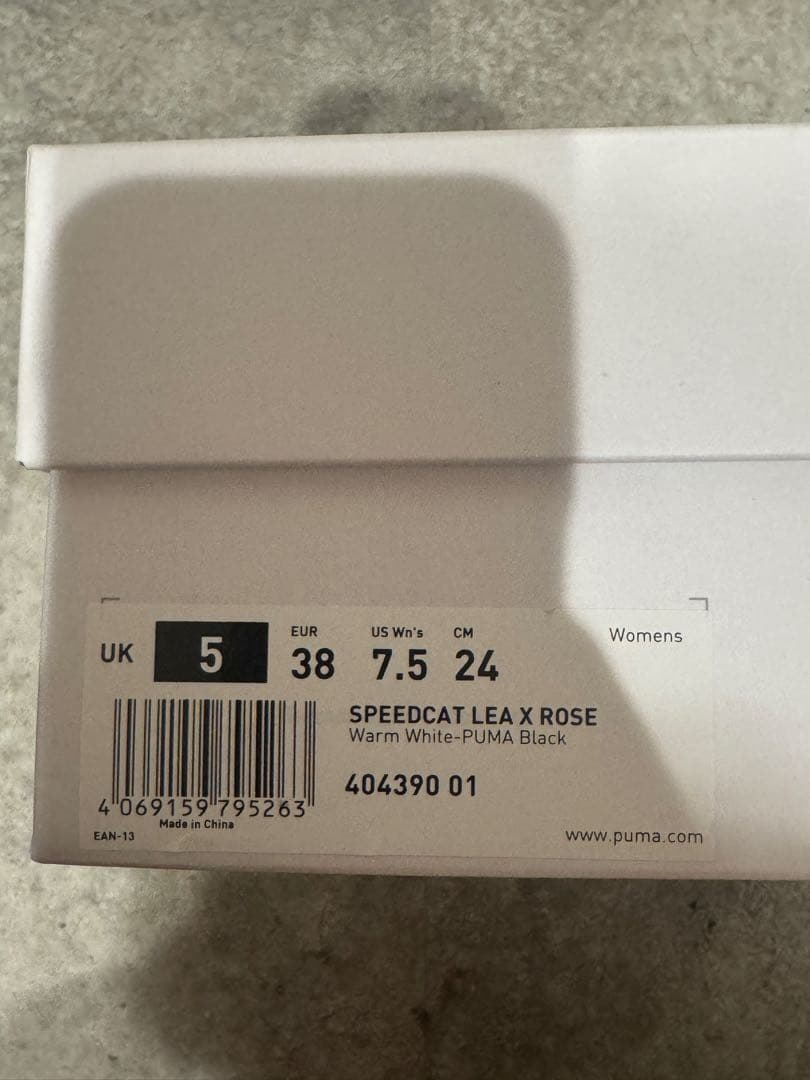 UK 5 EUR 38 US Wn's 7.5 CM 24 Womens
SPEEDCAT LEA X ROSE
Warm White-PUMA Black
404390 01
4 069159 795263
Made in China
EAN-13
www.puma.com